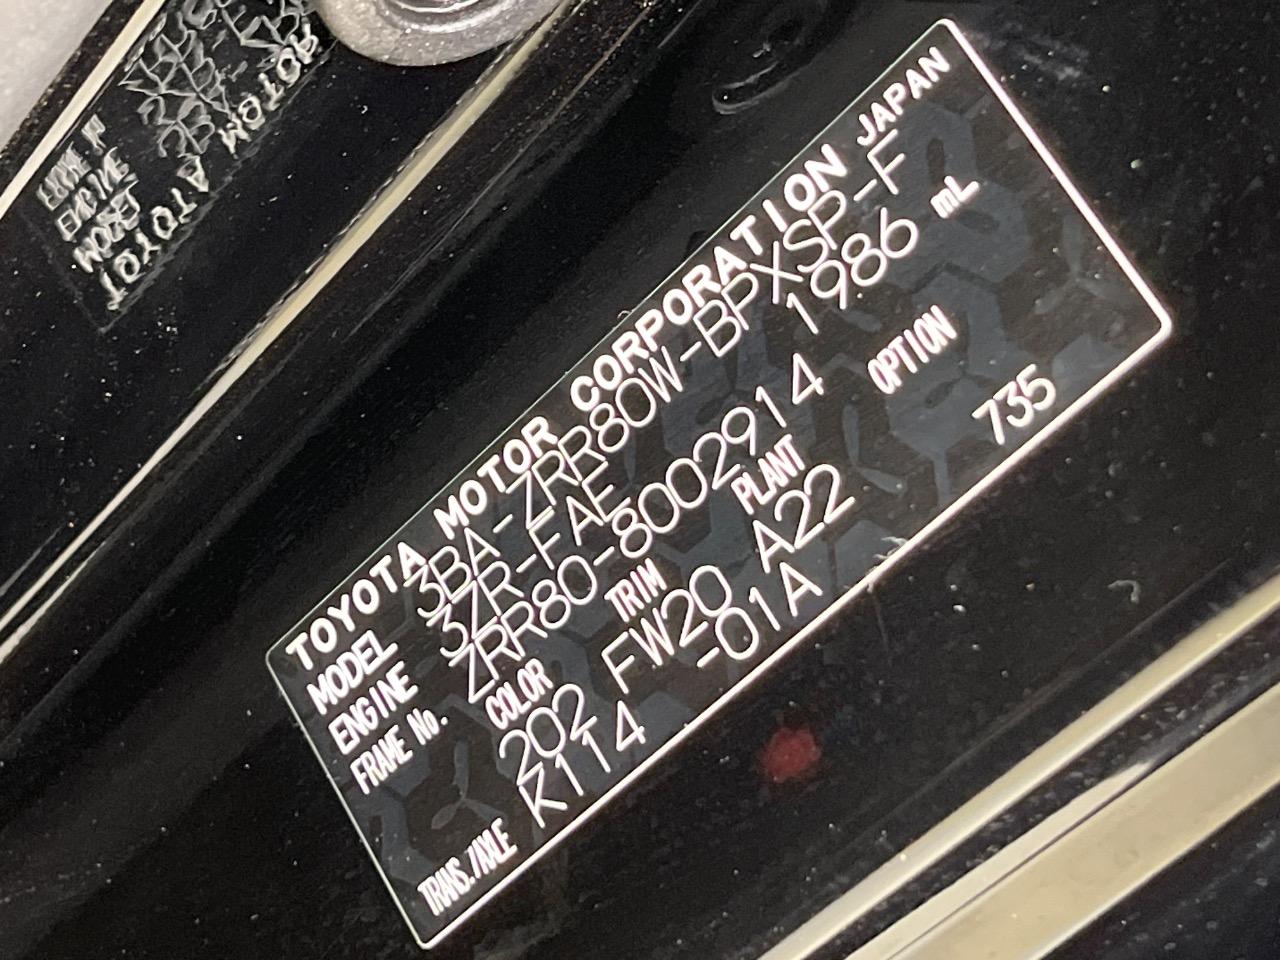 TOYOTA MOTOR CORPORATION JAPAN
MODEL 3BA-ZRR80W-BPXSP-F
ENGINE 3ZR-FAE 1986 mL
FRAME No. ZRR80-8002914
COLOR TRIM PLANT OPTION
202 FW20 A22 735
TRANS./AXLE K114 -01A